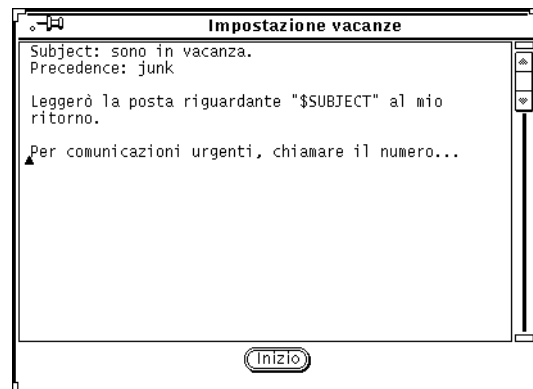 Impostazione vacanze
Subject: sono in vacanza.
Precedence: junk
Leggerò la posta riguardante "$SUBJECT" al mio
ritorno.
Per comunicazioni urgenti, chiamare il numero...
Inizio